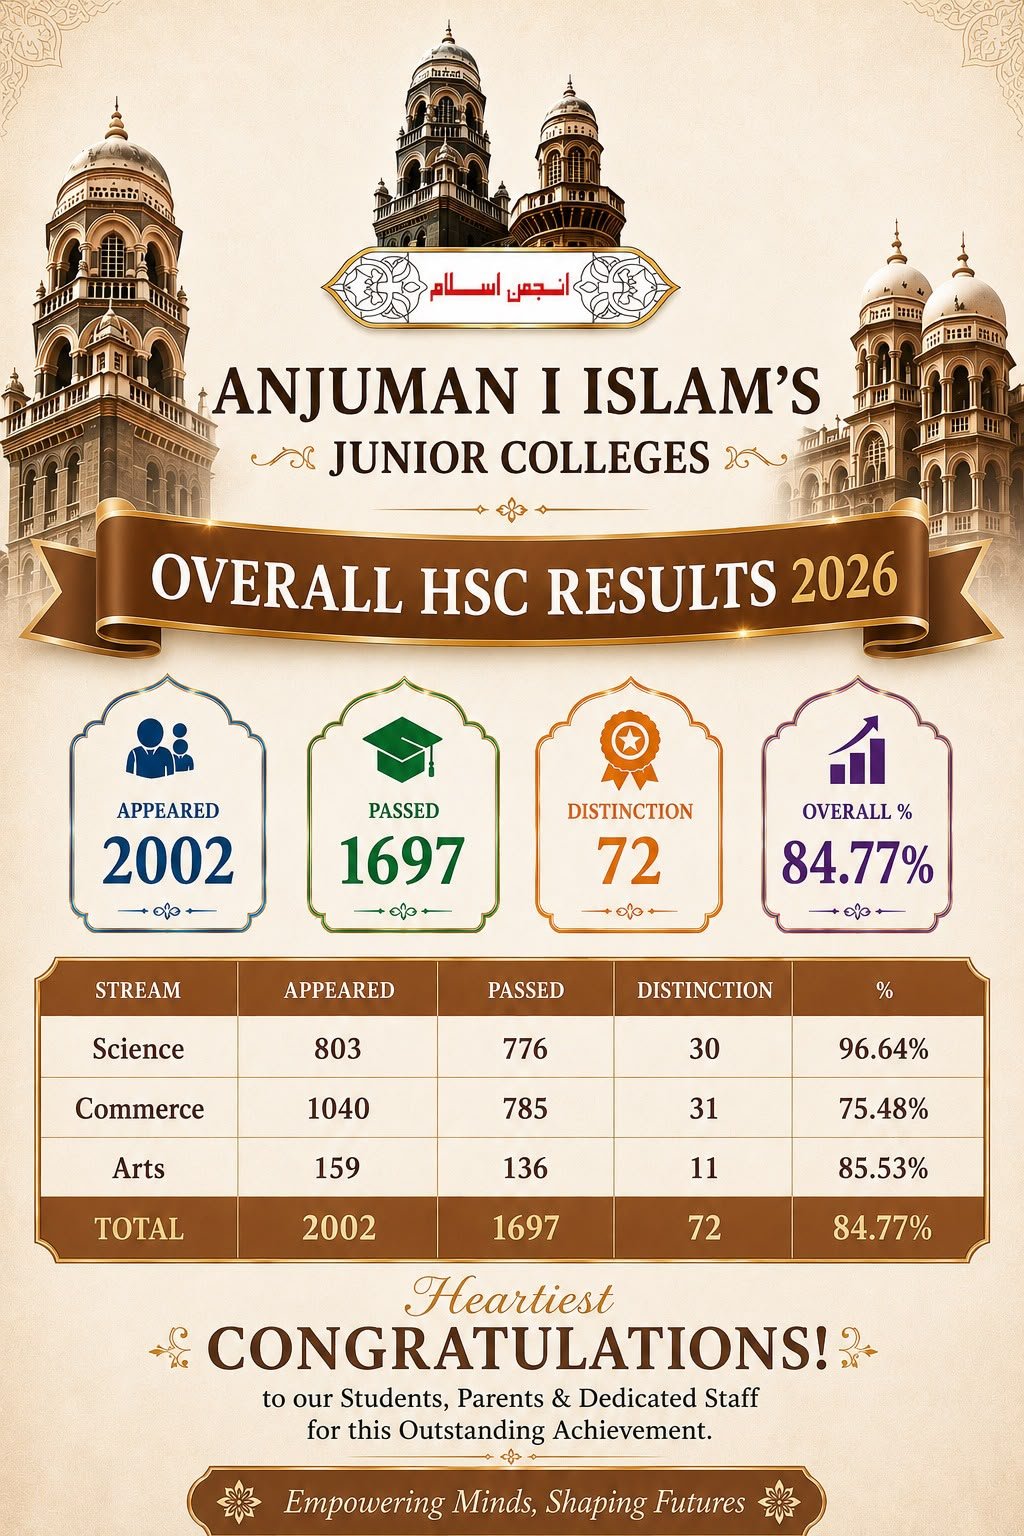 انجمن اسلام
ANJUMAN I ISLAM'S
JUNIOR COLLEGES
OVERALL HSC RESULTS 2026
APPEARED
2002
PASSED
1697
DISTINCTION
72
OVERALL %
84.77%
STREAM APPEARED PASSED DISTINCTION %
Science 803 776 30 96.64%
Commerce 1040 785 31 75.48%
Arts 159 136 11 85.53%
TOTAL 2002 1697 72 84.77%
Heartiest
CONGRATULATIONS!
to our Students, Parents & Dedicated Staff
for this Outstanding Achievement.
Empowering Minds, Shaping Futures